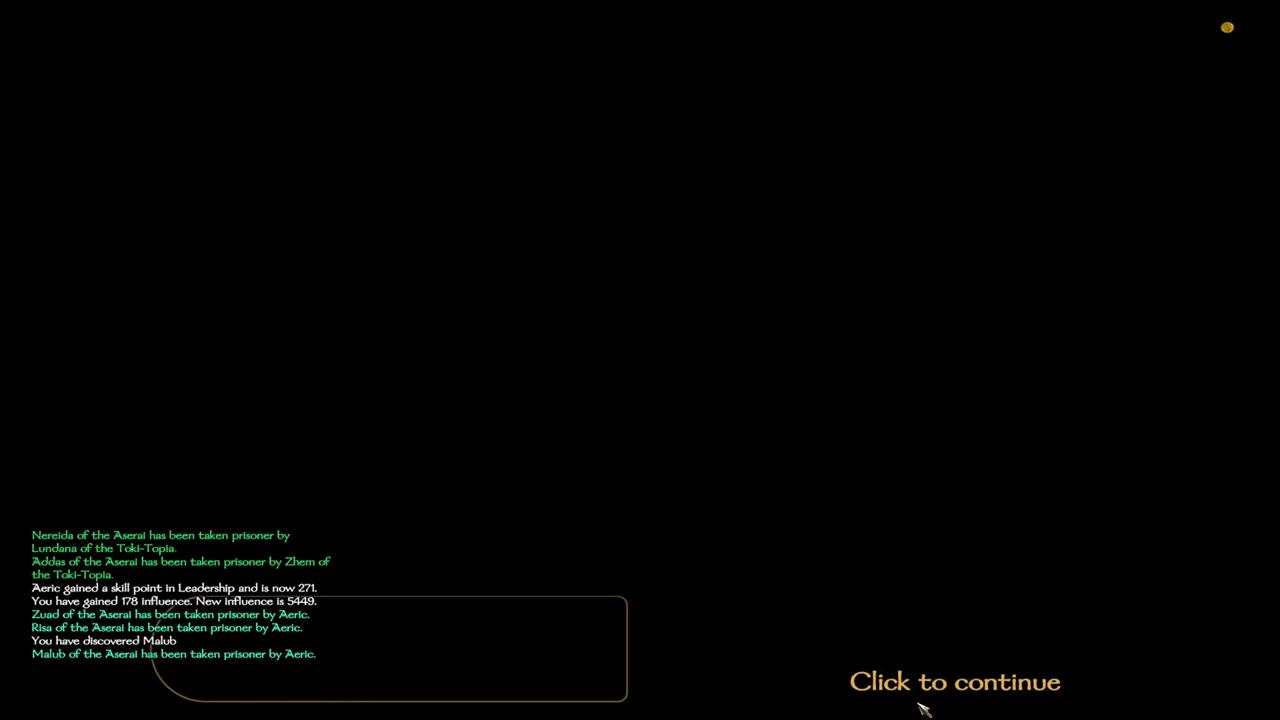 Nereida of the Aserai has been taken prisoner by
Lundana of the Toki-Topia.
Addas of the Aserai has been taken prisoner by Zhem of
the Toki-Topia.
Aeric gained a skill point in Leadership and is now 271.
You have gained 178 influence. New influence is 5449.
Zuad of the Aserai has been taken prisoner by Aeric.
Risa of the Aserai has been taken prisoner by Aeric.
You have discovered Malub
Malub of the Aserai has been taken prisoner by Aeric.
Click to continue